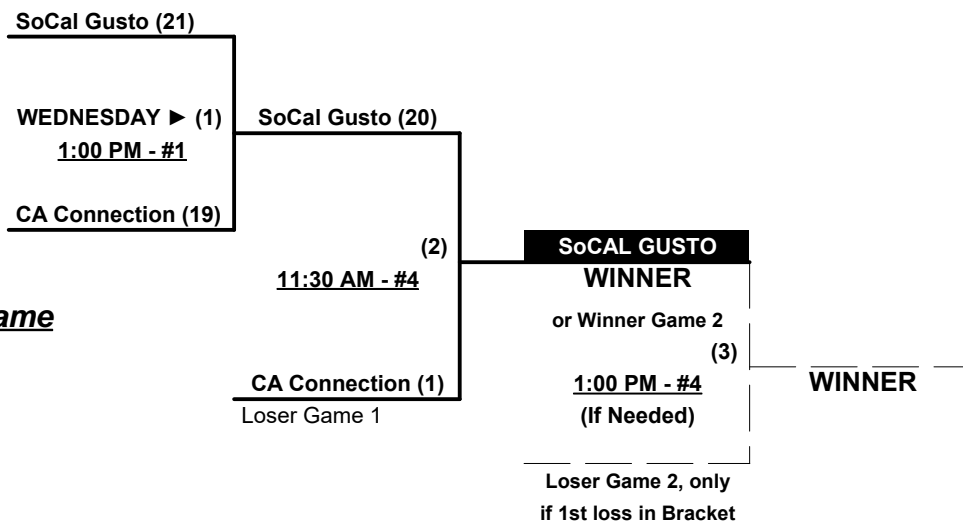 SoCal Gusto (21)
WEDNESDAY ► (1)
1:00 PM - #1
CA Connection (19)
SoCal Gusto (20)
(2)
11:30 AM - #4
CA Connection (1)
Loser Game 1
SoCAL GUSTO
WINNER
or Winner Game 2
(3)
1:00 PM - #4
(If Needed)
Loser Game 2, only
if 1st loss in Bracket
WINNER